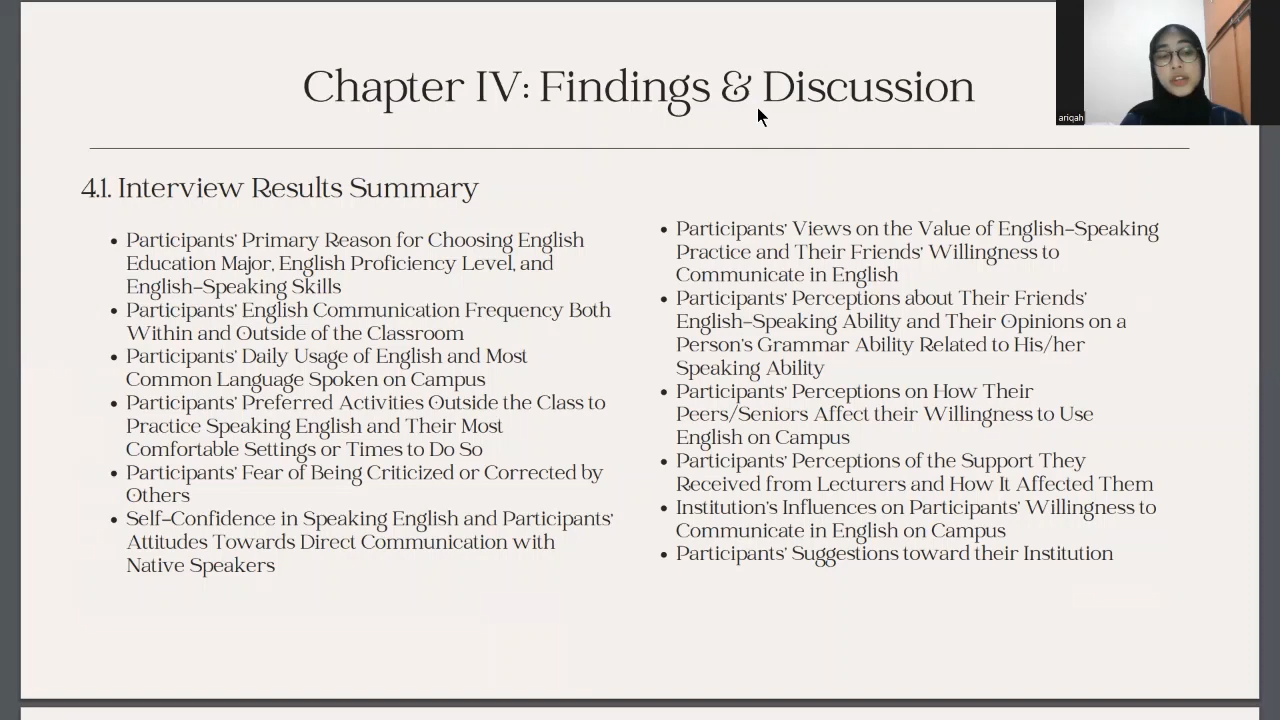 Chapter IV: Findings & Discussion
ariqah
4.1. Interview Results Summary
• Participants' Primary Reason for Choosing English
Education Major, English Proficiency Level, and
English-Speaking Skills
• Participants' English Communication Frequency Both
Within and Outside of the Classroom
• Participants' Daily Usage of English and Most
Common Language Spoken on Campus
• Participants' Preferred Activities Outside the Class to
Practice Speaking English and Their Most
Comfortable Settings or Times to Do So
• Participants' Fear of Being Criticized or Corrected by
Others
• Self-Confidence in Speaking English and Participants'
Attitudes Towards Direct Communication with
Native Speakers
• Participants' Views on the Value of English-Speaking
Practice and Their Friends' Willingness to
Communicate in English
• Participants' Perceptions about Their Friends'
English-Speaking Ability and Their Opinions on a
Person's Grammar Ability Related to His/her
Speaking Ability
• Participants' Perceptions on How Their
Peers/Seniors Affect their Willingness to Use
English on Campus
• Participants' Perceptions of the Support They
Received from Lecturers and How It Affected Them
• Institution's Influences on Participants' Willingness to
Communicate in English on Campus
• Participants' Suggestions toward their Institution